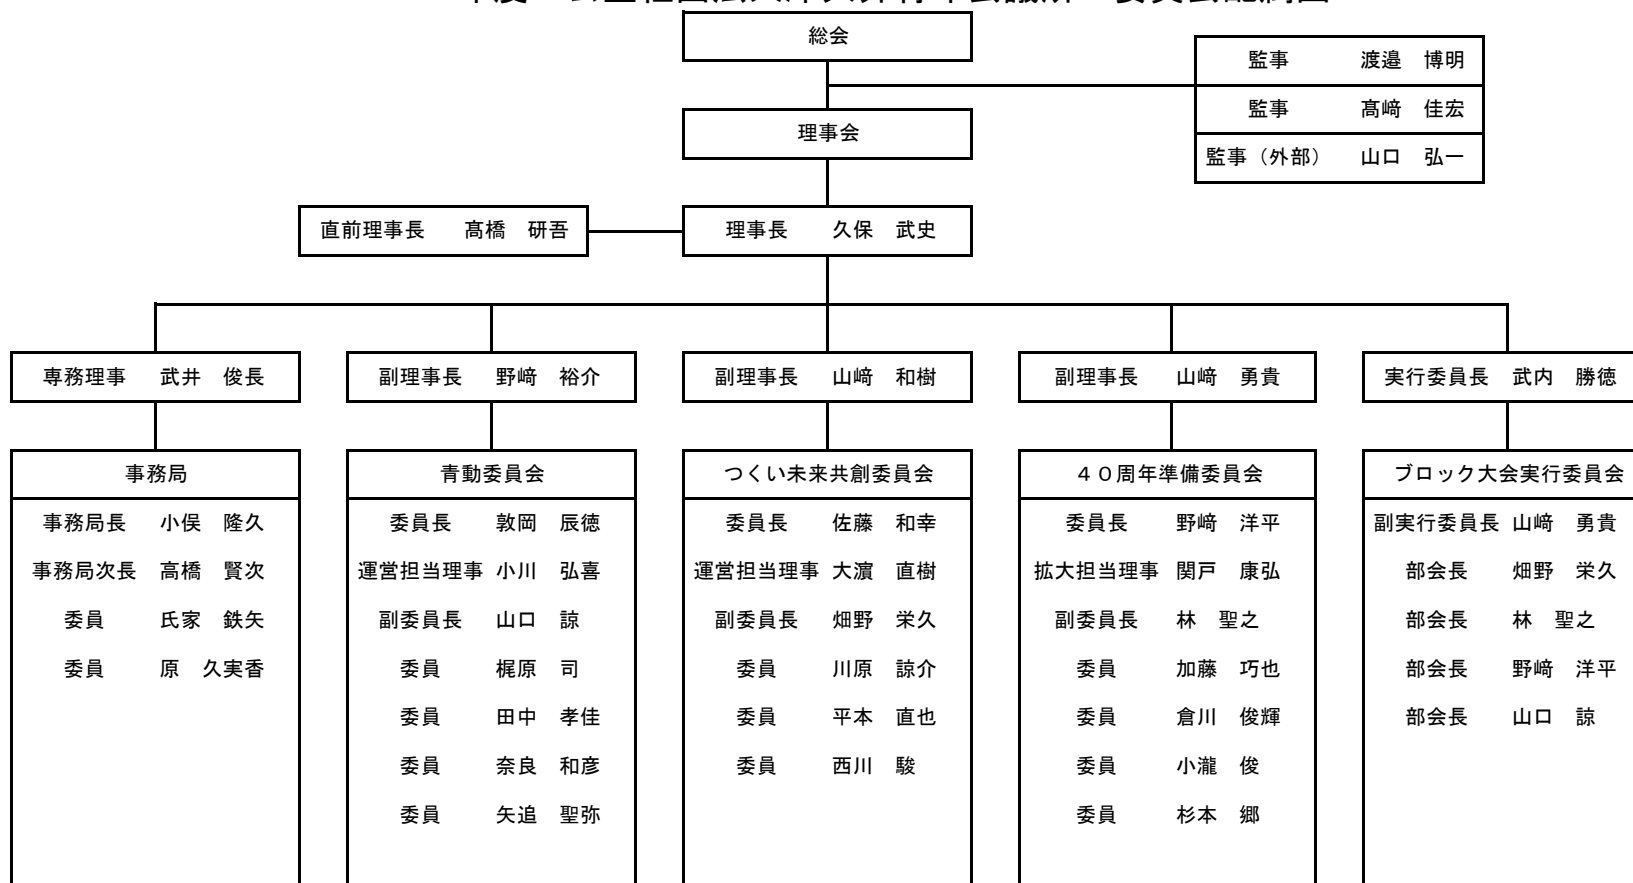 総会
監事 渡邉 博明
監事 髙﨑 佳宏
監事（外部） 山口 弘一
理事会
直前理事長 髙橋 研吾
理事長 久保 武史
専務理事 武井 俊長
副理事長 野﨑 裕介
副理事長 山﨑 和樹
副理事長 山﨑 勇貴
実行委員長 武内 勝徳
事務局
事務局長 小俣 隆久
事務局次長 高橋 賢次
委員 氏家 鉄矢
委員 原 久実香
青動委員会
委員長 敦岡 辰徳
運営担当理事 小川 弘喜
副委員長 山口 諒
委員 梶原 司
委員 田中 孝佳
委員 奈良 和彦
委員 矢追 聖弥
つくい未来共創委員会
委員長 佐藤 和幸
運営担当理事 大濵 直樹
副委員長 畑野 栄久
委員 川原 諒介
委員 平本 直也
委員 西川 駿
４０周年準備委員会
委員長 野﨑 洋平
拡大担当理事 関戸 康弘
副委員長 林 聖之
委員 加藤 巧也
委員 倉川 俊輝
委員 小瀧 俊
委員 杉本 郷
ブロック大会実行委員会
副実行委員長 山﨑 勇貴
部会長 畑野 栄久
部会長 林 聖之
部会長 野﨑 洋平
部会長 山口 諒